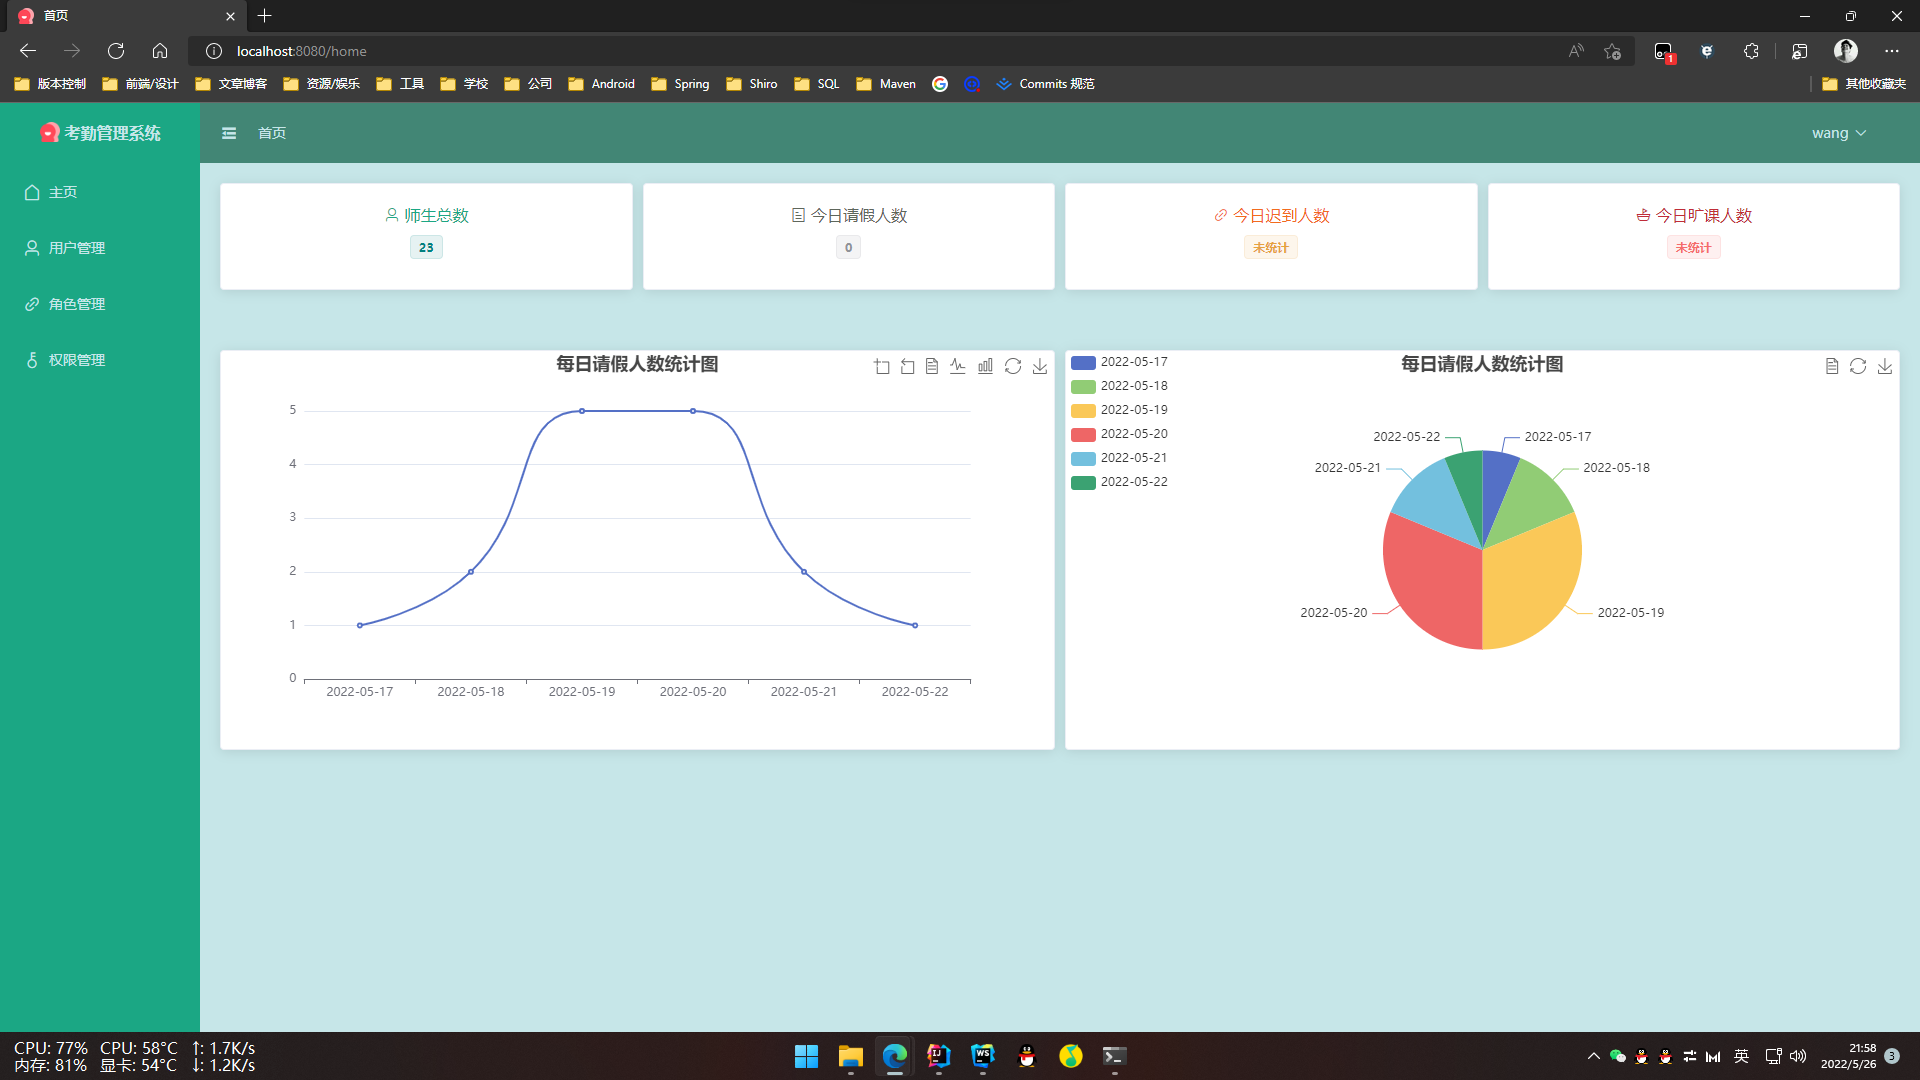 首页
localhost:8080/home
1
版本控制 前端/设计 文章博客 资源/娱乐 工具 学校 公司 Android Spring Shiro SQL Maven Commits 规范 其他收藏夹
考勤管理系统
首页
wang
主页
用户管理
角色管理
权限管理
师生总数
23
今日请假人数
0
今日迟到人数
未统计
今日旷课人数
未统计
每日请假人数统计图
5
4
3
2
1
0
2022-05-17 2022-05-18 2022-05-19 2022-05-20 2022-05-21 2022-05-22
每日请假人数统计图
2022-05-17
2022-05-18
2022-05-19
2022-05-20
2022-05-21
2022-05-22
2022-05-22 2022-05-17
2022-05-21 2022-05-18
2022-05-20 2022-05-19
CPU: 77% CPU: 58°C ↑: 1.7K/s
内存: 81% 显卡: 54°C ↓: 1.2K/s
IJ
WS
英
21:58
2022/5/26
3